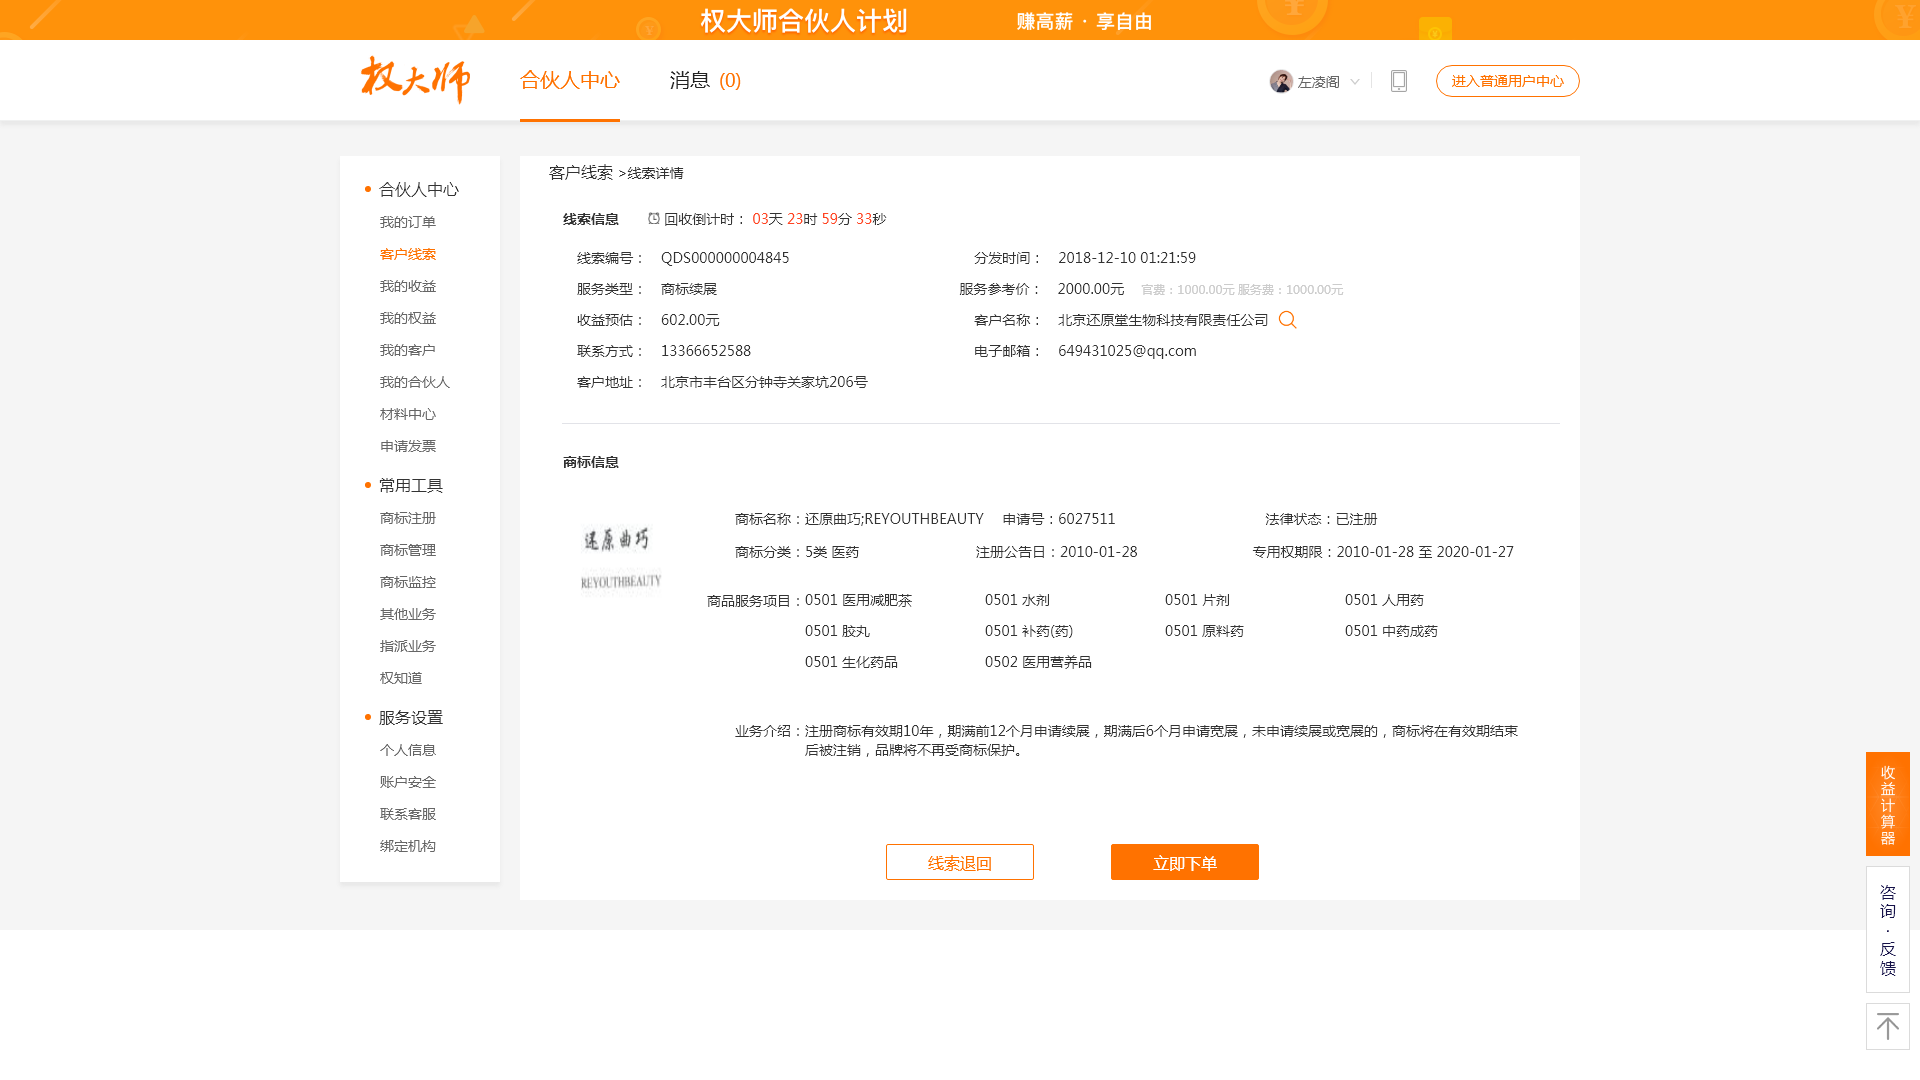 权大师合伙人计划 赚高薪 · 享自由
权大师 合伙人中心 消息 (0) 左凌阁 进入普通用户中心
合伙人中心
我的订单
客户线索
我的收益
我的权益
我的客户
我的合伙人
材料中心
申请发票
常用工具
商标注册
商标管理
商标监控
其他业务
指派业务
权知道
服务设置
个人信息
账户安全
联系客服
绑定机构
客户线索 >线索详情
线索信息 回收倒计时： 03天 23时 59分 33秒
线索编号： QDS000000004845 分发时间： 2018-12-10 01:21:59
服务类型： 商标续展 服务参考价： 2000.00元 官费：1000.00元 服务费：1000.00元
收益预估： 602.00元 客户名称： 北京还原堂生物科技有限责任公司
联系方式： 13366652588 电子邮箱： 649431025@qq.com
客户地址： 北京市丰台区分钟寺关家坑206号
商标信息
还原曲巧
REYOUTHBEAUTY
商标名称：还原曲巧;REYOUTHBEAUTY 申请号：6027511 法律状态：已注册
商标分类：5类 医药 注册公告日：2010-01-28 专用权期限：2010-01-28 至 2020-01-27
商品服务项目：0501 医用减肥茶 0501 水剂 0501 片剂 0501 人用药
0501 胶丸 0501 补药(药) 0501 原料药 0501 中药成药
0501 生化药品 0502 医用营养品
业务介绍：注册商标有效期10年，期满前12个月申请续展，期满后6个月申请宽展，未申请续展或宽展的，商标将在有效期结束
后被注销，品牌将不再受商标保护。
线索退回 立即下单
收益计算器
咨询·反馈